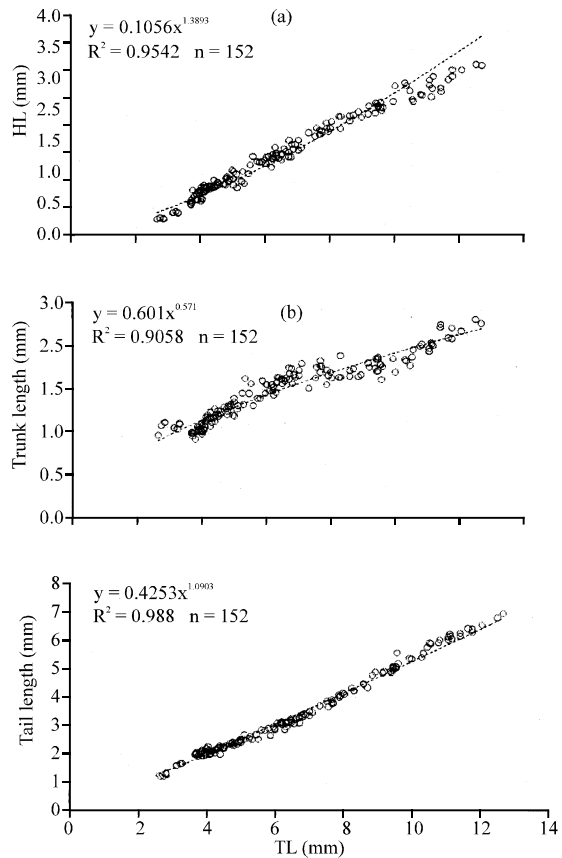 (a)
y = 0.1056x^1.3893
R² = 0.9542 n = 152
4.0
3.0
3.0
2.5
1.5
1.5
1.0
0.5
0.0
HL (mm)
(b)
y = 0.601x^0.571
R² = 0.9058 n = 152
3.0
2.5
1.5
1.0
0.5
0.0
Trunk length (mm)
y = 0.4253x^1.0903
R² = 0.988 n = 152
8
7
6
5
4
3
2
1
0
Tail length (mm)
0 2 4 6 8 10 12 14
TL (mm)